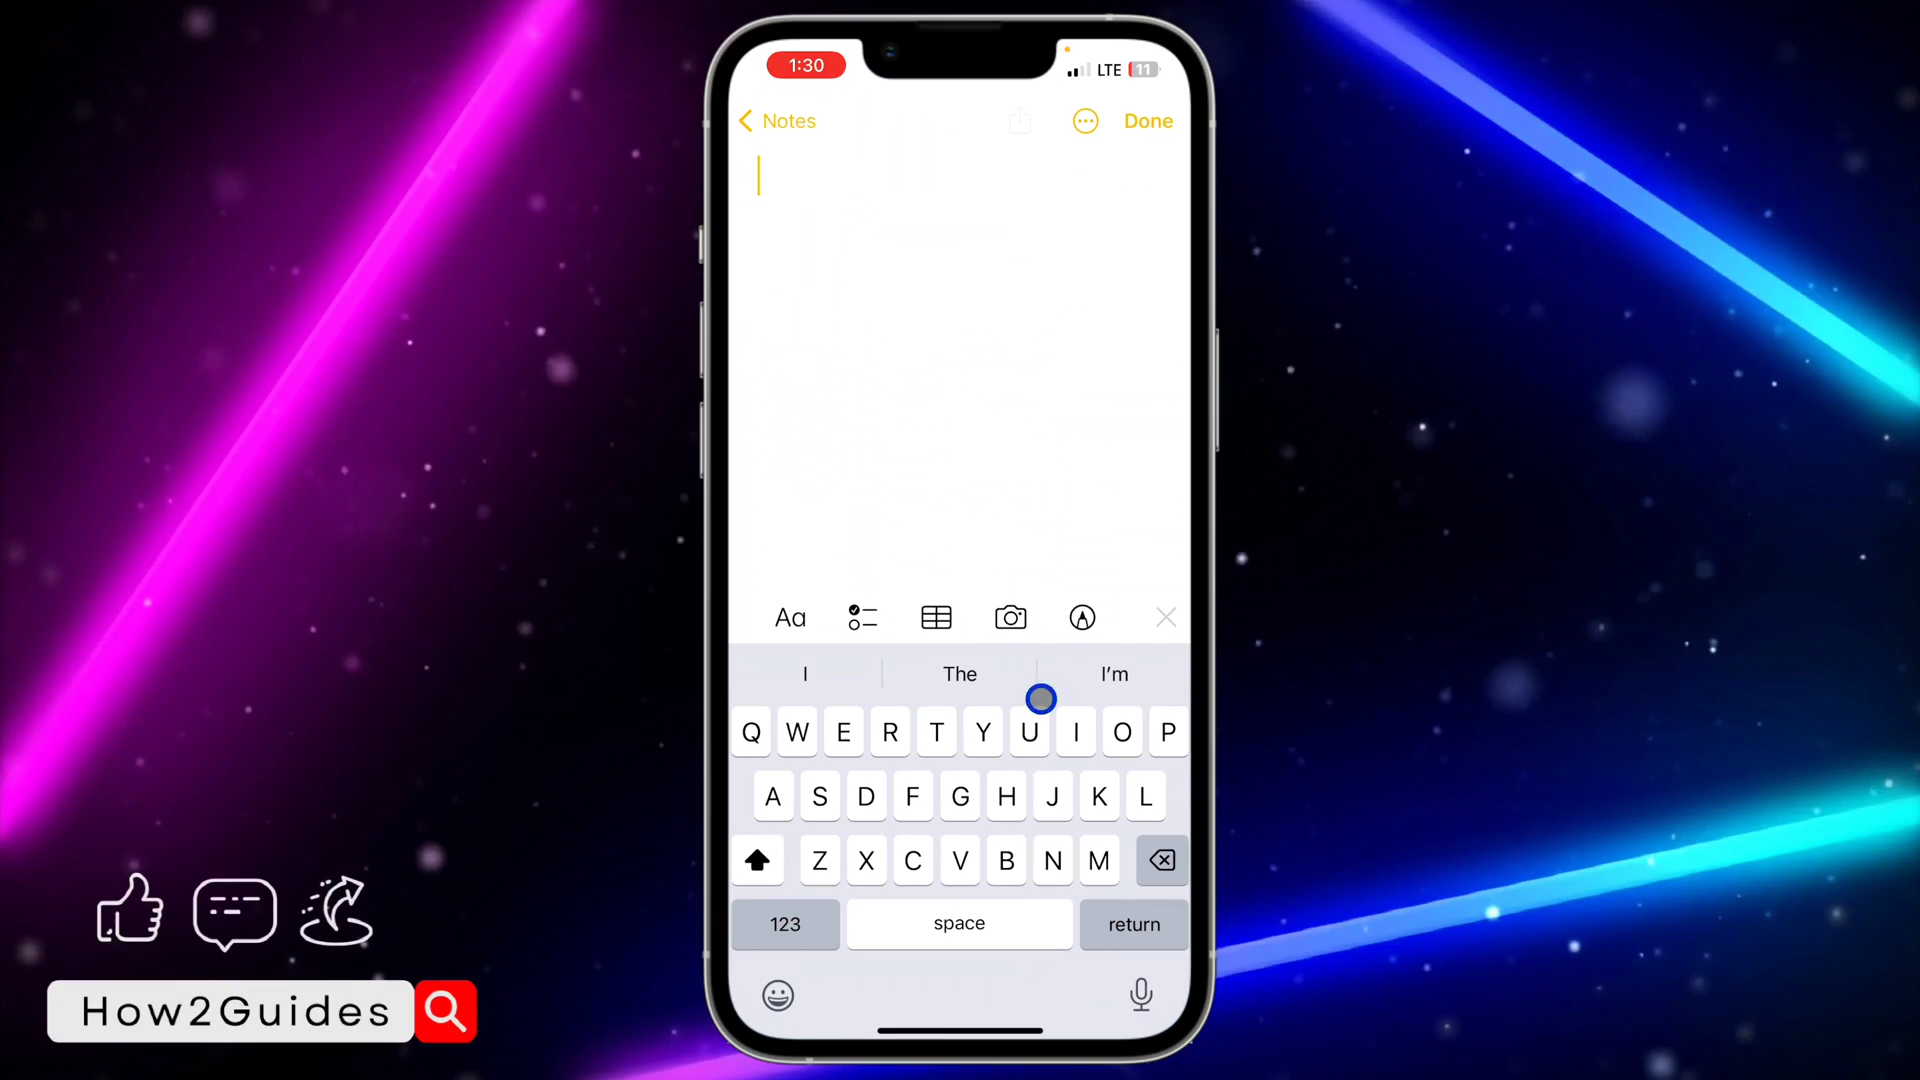 1:30
LTE 11
Notes
Done
Aa
I The I'm
Q W E R T Y U I O P
A S D F G H J K L
Z X C V B N M
123 space return
How2Guides